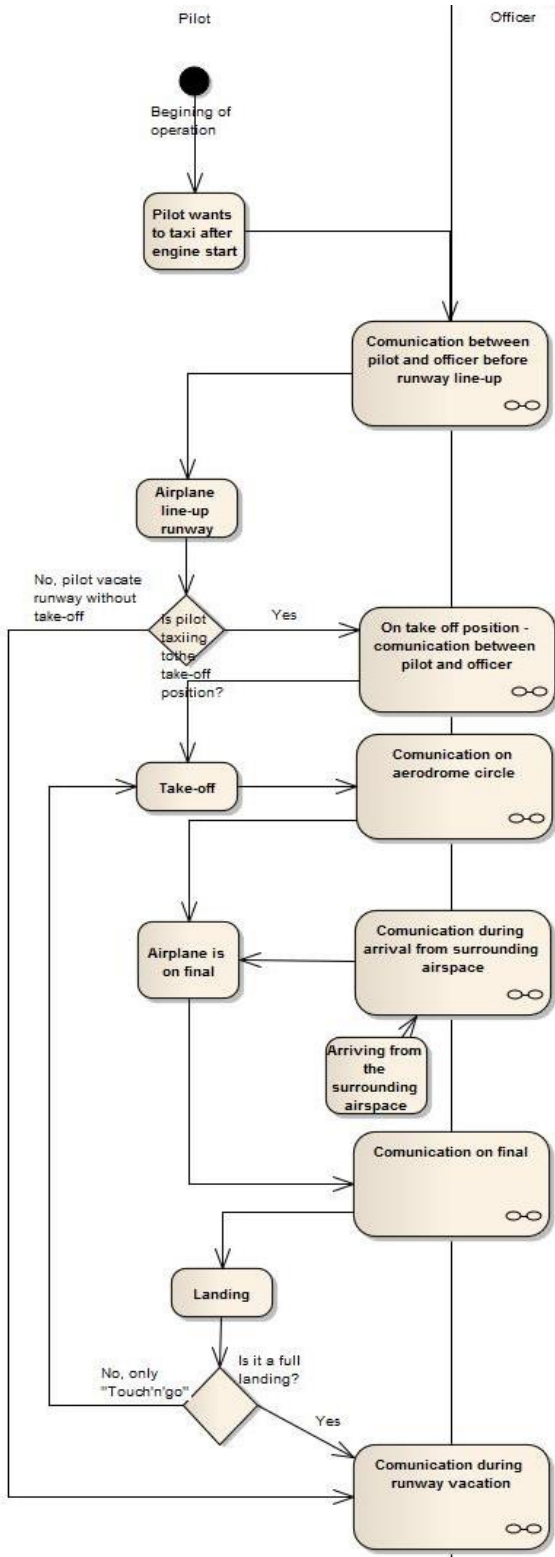 Pilot
Officer
Begining of
operation
Pilot wants
to taxi after
engine start
Comunication between
pilot and officer before
runway line-up
Airplane
line-up
runway
No, pilot vacate
runway without
take-off
Is pilot
taxiing
tothe
take-off
position?
Yes
On take off position -
comunication between
pilot and officer
Take-off
Comunication on
aerodrome circle
Airplane is
on final
Comunication during
arrival from surrounding
airspace
Arriving from
the
surrounding
airspace
Comunication on final
Landing
No, only
"Touch'n'go"
Is it a full
landing?
Yes
Comunication during
runway vacation